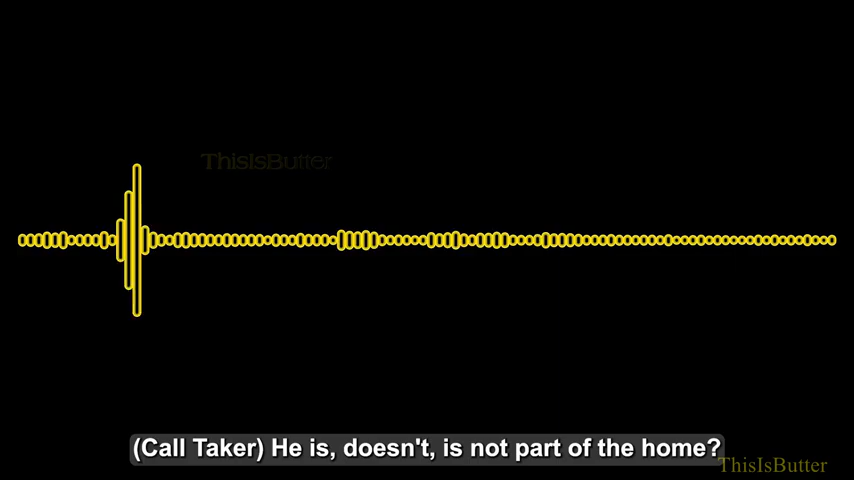 ThisIsButter
(Call Taker) He is, doesn't, is not part of the home?
ThisIsButter